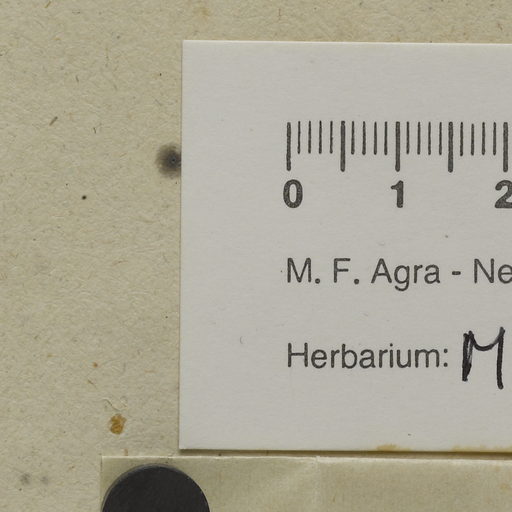 0 1 2
M. F. Agra - Ne
Herbarium: M